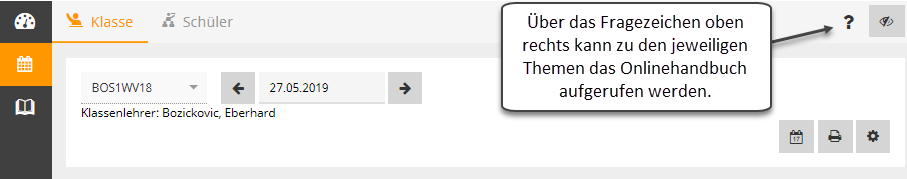 Klasse
Schüler
Über das Fragezeichen oben
rechts kann zu den jeweiligen
Themen das Onlinehandbuch
aufgerufen werden.
?
BOS1WV18
27.05.2019
Klassenlehrer: Bozickovic, Eberhard
17